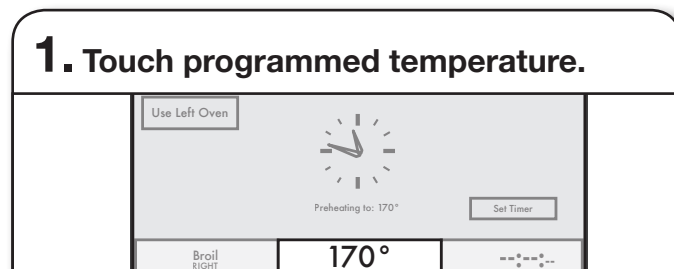 1. Touch programmed temperature.
Use Left Oven
Preheating to: 170°
Set Timer
Broil
RIGHT
170°
--:--:--